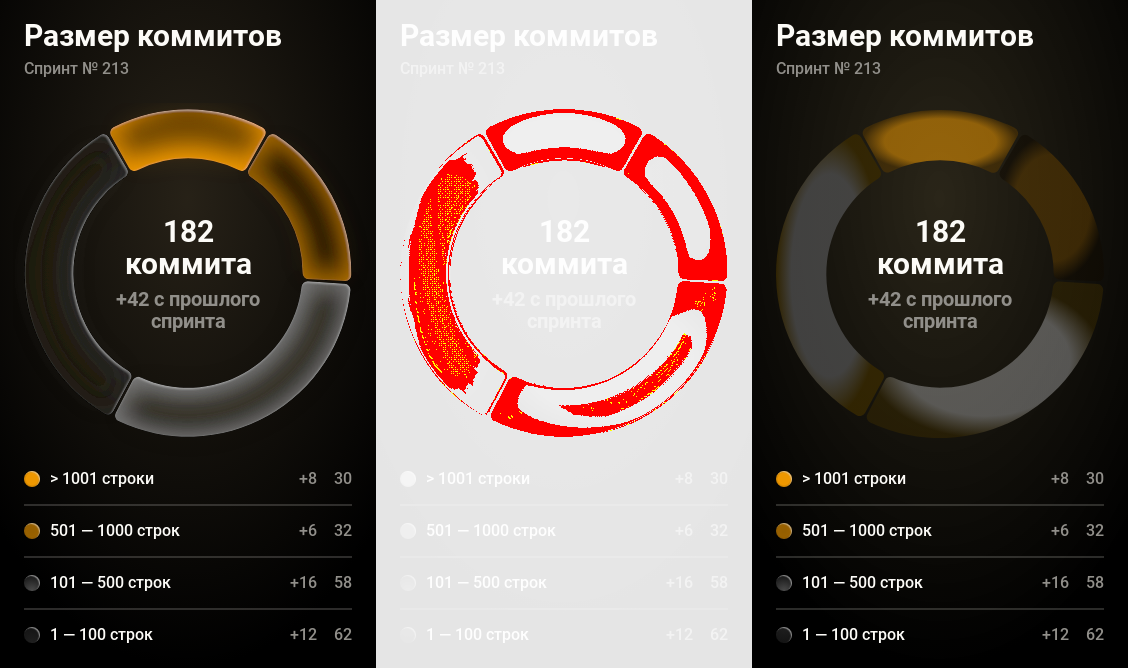 Размер коммитов
Спринт № 213
182
коммита
+42 с прошлого
спринта
> 1001 строки +8 30
501 — 1000 строк +6 32
101 — 500 строк +16 58
1 — 100 строк +12 62
Размер коммитов
Спринт № 213
182
коммита
+42 с прошлого
спринта
> 1001 строки +8 30
501 — 1000 строк +6 32
101 — 500 строк +16 58
1 — 100 строк +12 62
Размер коммитов
Спринт № 213
182
коммита
+42 с прошлого
спринта
> 1001 строки +8 30
501 — 1000 строк +6 32
101 — 500 строк +16 58
1 — 100 строк +12 62